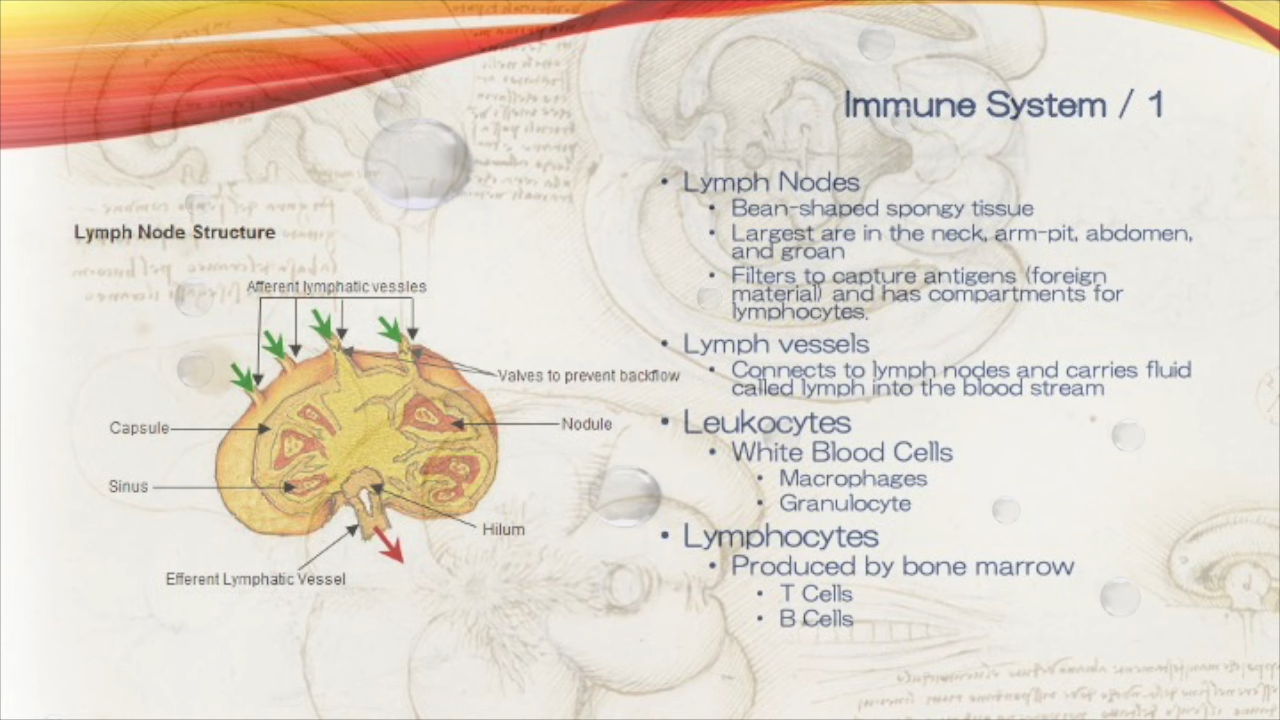 Immune System / 1
Lymph Node Structure
Afferent lymphatic vessles
Valves to prevent backflow
Capsule
Nodule
Sinus
Hilum
Efferent Lymphatic Vessel
• Lymph Nodes
• Bean-shaped spongy tissue
• Largest are in the neck, arm-pit, abdomen,
and groan
• Filters to capture antigens (foreign
material) and has compartments for
lymphocytes.
• Lymph vessels
• Connects to lymph nodes and carries fluid
called lymph into the blood stream
• Leukocytes
• White Blood Cells
• Macrophages
• Granulocyte
• Lymphocytes
• Produced by bone marrow
• T Cells
• B Cells